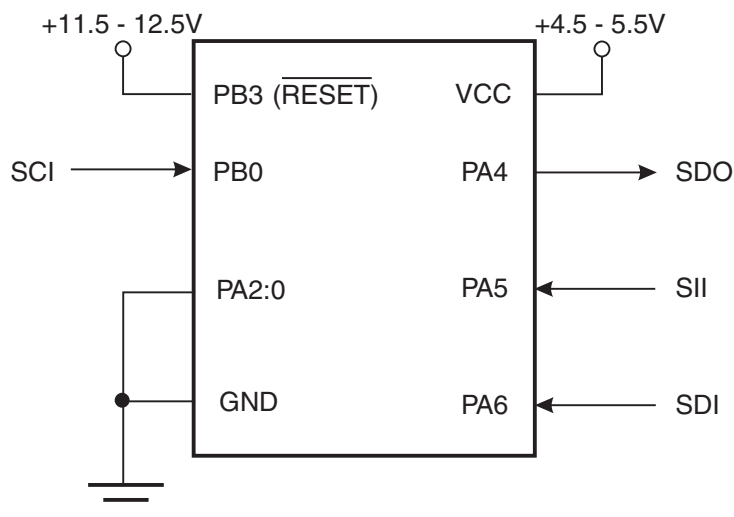 +11.5 - 12.5V
+4.5 - 5.5V
PB3 (RESET)
VCC
SCI
PB0
PA4
SDO
PA2:0
PA5
SII
GND
PA6
SDI